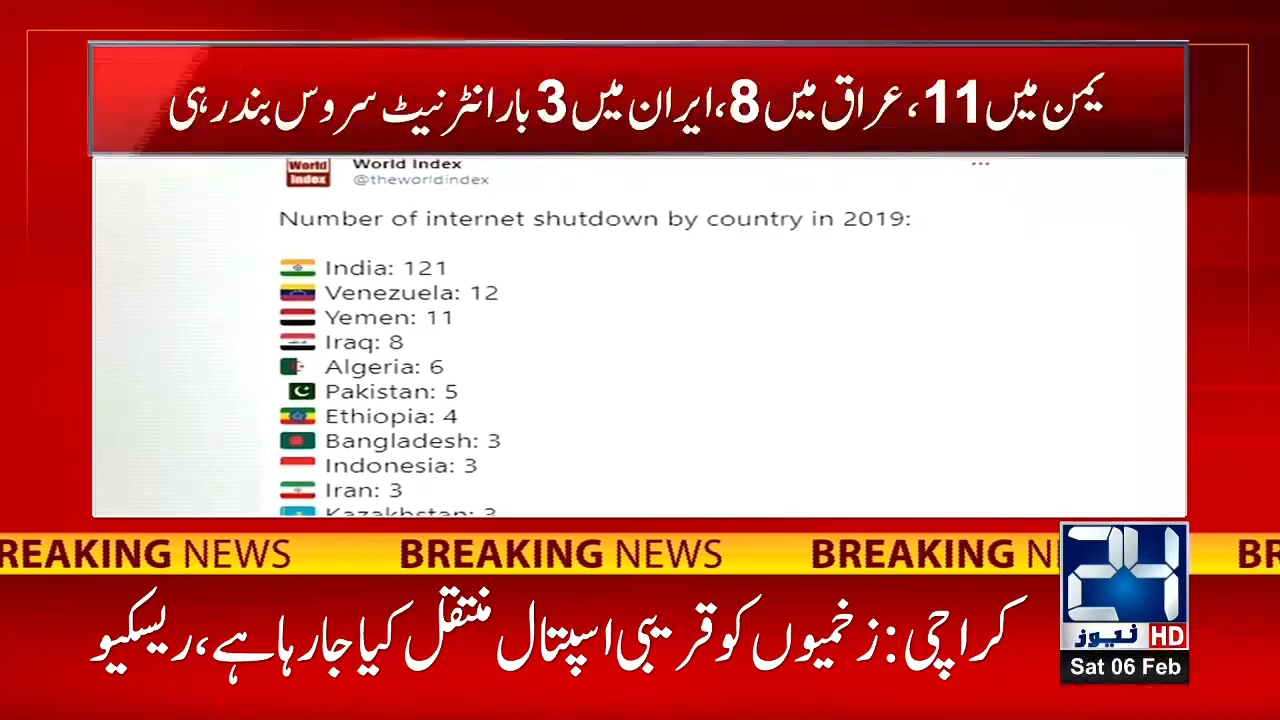 یمن میں 11، عراق میں 8، ایران میں 3 بار انٹرنیٹ سروس بند رہی
World Index
World Index
@theworldindex
...
Number of internet shutdown by country in 2019:
India: 121
Venezuela: 12
Yemen: 11
Iraq: 8
Algeria: 6
Pakistan: 5
Ethiopia: 4
Bangladesh: 3
Indonesia: 3
Iran: 3
Kazakhstan: 3
REAKING NEWS BREAKING NEWS BREAKING N BR
24
نیوز HD
کراچی: زخمیوں کو قریبی اسپتال منتقل کیا جا رہا ہے، ریسکیو
Sat 06 Feb